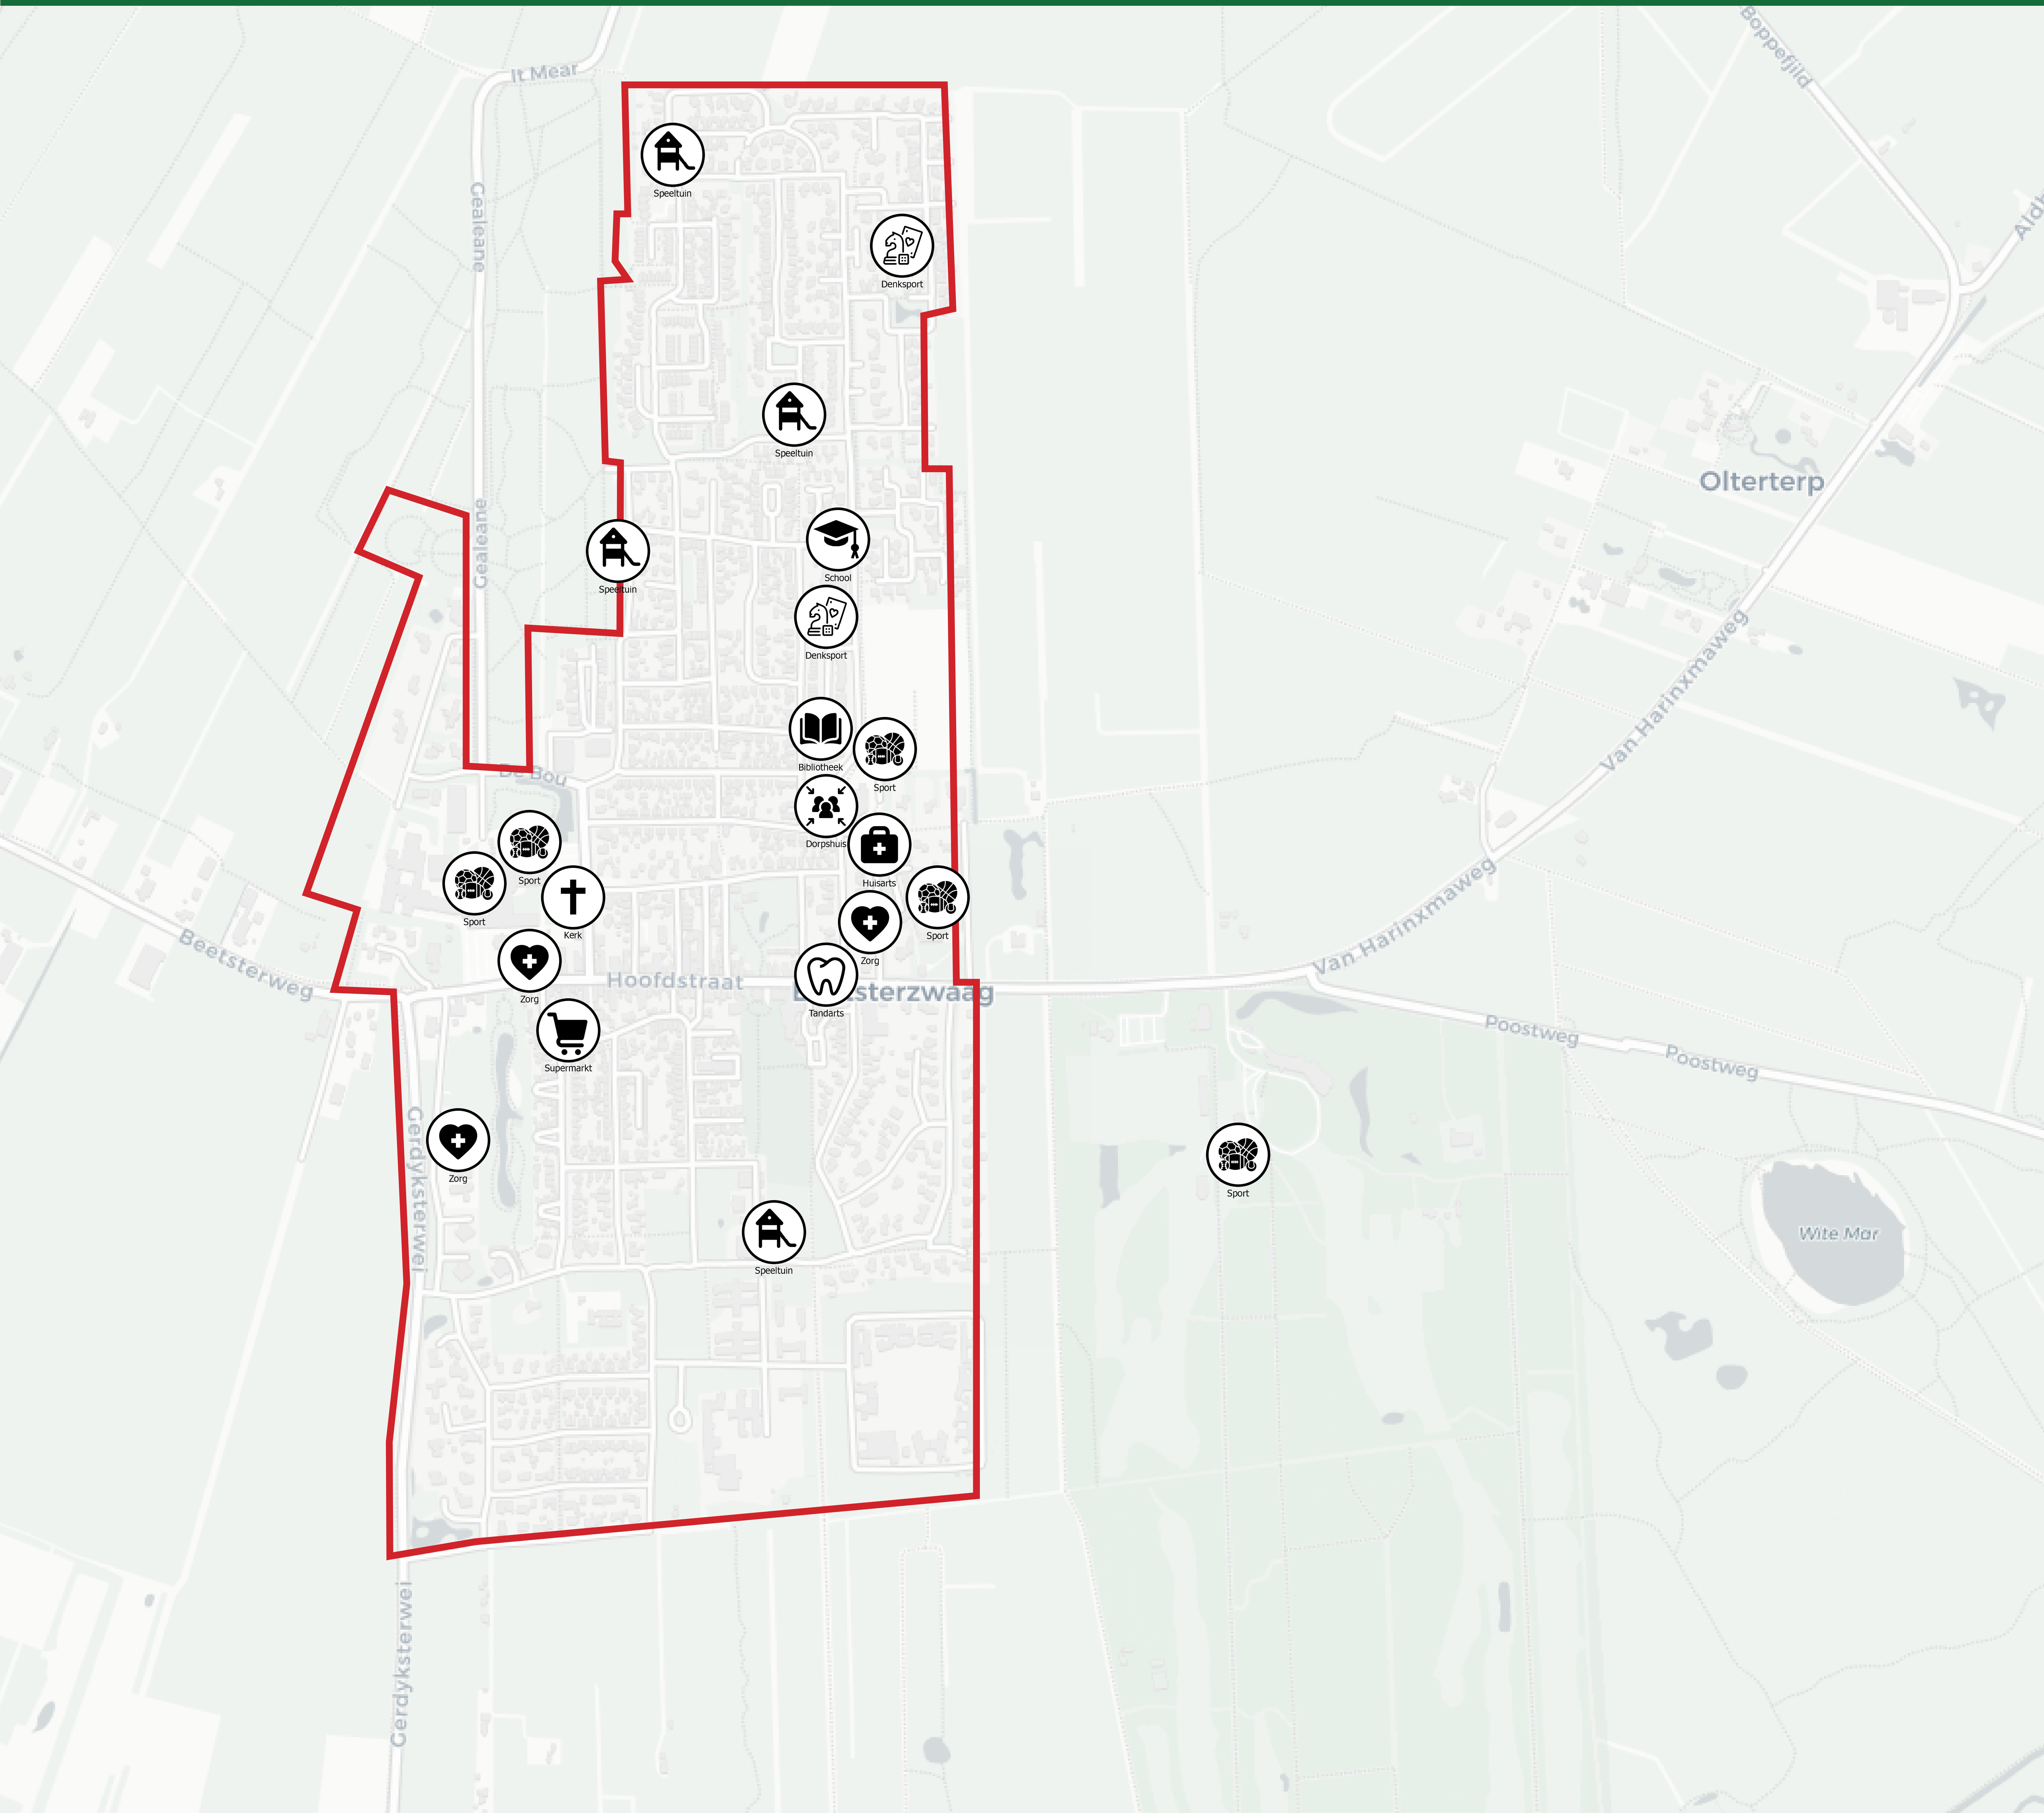 Boppefjild
It Mear
Speeltuin
Gealeane
Denksport
Speeltuin
Olterterp
Gealeane
School
Speeltuin
Denksport
Van Harinxmaweg
Bibliotheek
De Bou
Sport
Dorpshuis
Sport
Huisarts
Sport
Kerk
Sport
Van Harinxmaweg
Beetsterweg
Zorg
Hoofdstraat
Zorg
Tandarts
Poostweg
Poostweg
Supermarkt
Gerdyksterwei
Zorg
Sport
Wite Mar
Speeltuin
Gerdyksterwei